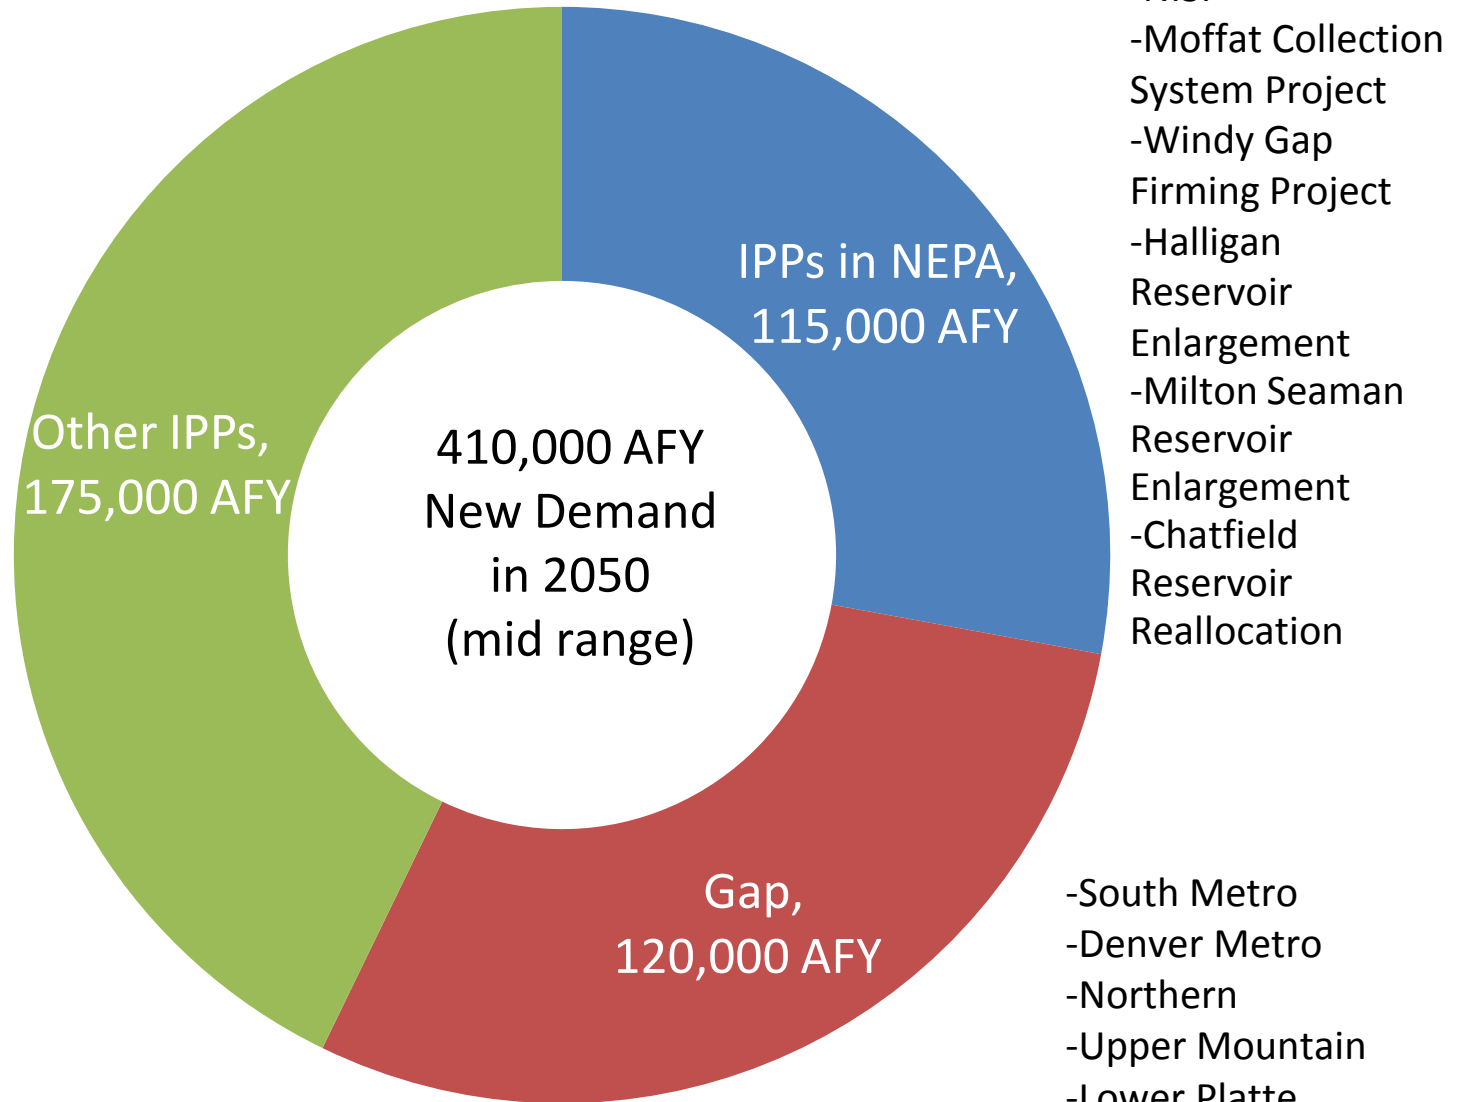 -Moffat Collection
System Project
-Windy Gap
Firming Project
-Halligan
Reservoir
Enlargement
-Milton Seaman
Reservoir
Enlargement
-Chatfield
Reservoir
Reallocation
IPPs in NEPA,
115,000 AFY
Other IPPs,
175,000 AFY
410,000 AFY
New Demand
in 2050
(mid range)
Gap,
120,000 AFY
-South Metro
-Denver Metro
-Northern
-Upper Mountain
-Lower Platte